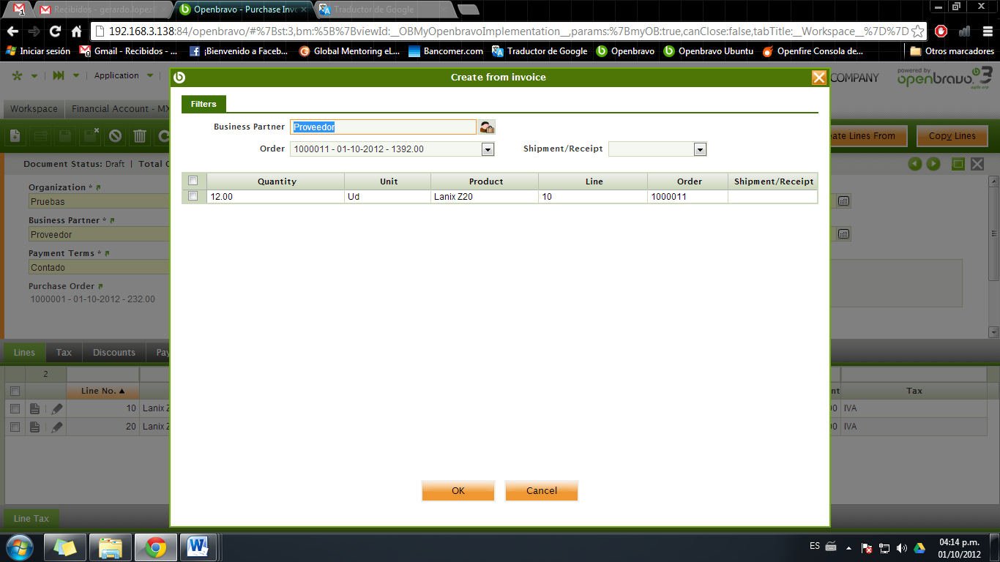 Recibidos - gerardo.lopez
Openbravo - Purchase Invo
Traductor de Google
192.168.3.138:84/openbravo/#%7Bst:3,bm:%5B%7BviewId:__OBMyOpenbravoImplementation__,params:%7BmyOB:true,canClose:false,tabTitle:__Workspace__%7D%7D
Iniciar sesión
Gmail - Recibidos - ...
¡Bienvenido a Faceb...
Global Mentoring eL...
Bancomer.com
Traductor de Google
Openbravo
Openbravo Ubuntu
Openfire Consola de...
Otros marcadores
Application
Create from invoice
COMPANY
powered by
openbravo 3
agile erp
Workspace
Financial Account - MX
Filters
Business Partner
Proveedor
Order
1000011 - 01-10-2012 - 1392.00
Shipment/Receipt
ate Lines From
Copy Lines
Document Status: Draft | Total G
Quantity Unit Product Line Order Shipment/Receipt
12.00 Ud Lanix Z20 10 1000011
Organization *
Pruebas
Business Partner *
Proveedor
Payment Terms *
Contado
Purchase Order
1000001 - 01-10-2012 - 232.00
Lines
Tax
Discounts
Pay
2
Line No.
nt
Tax
10 Lanix Z
00 IVA
20 Lanix Z
00 IVA
OK
Cancel
Line Tax
ES
04:14 p.m.
01/10/2012